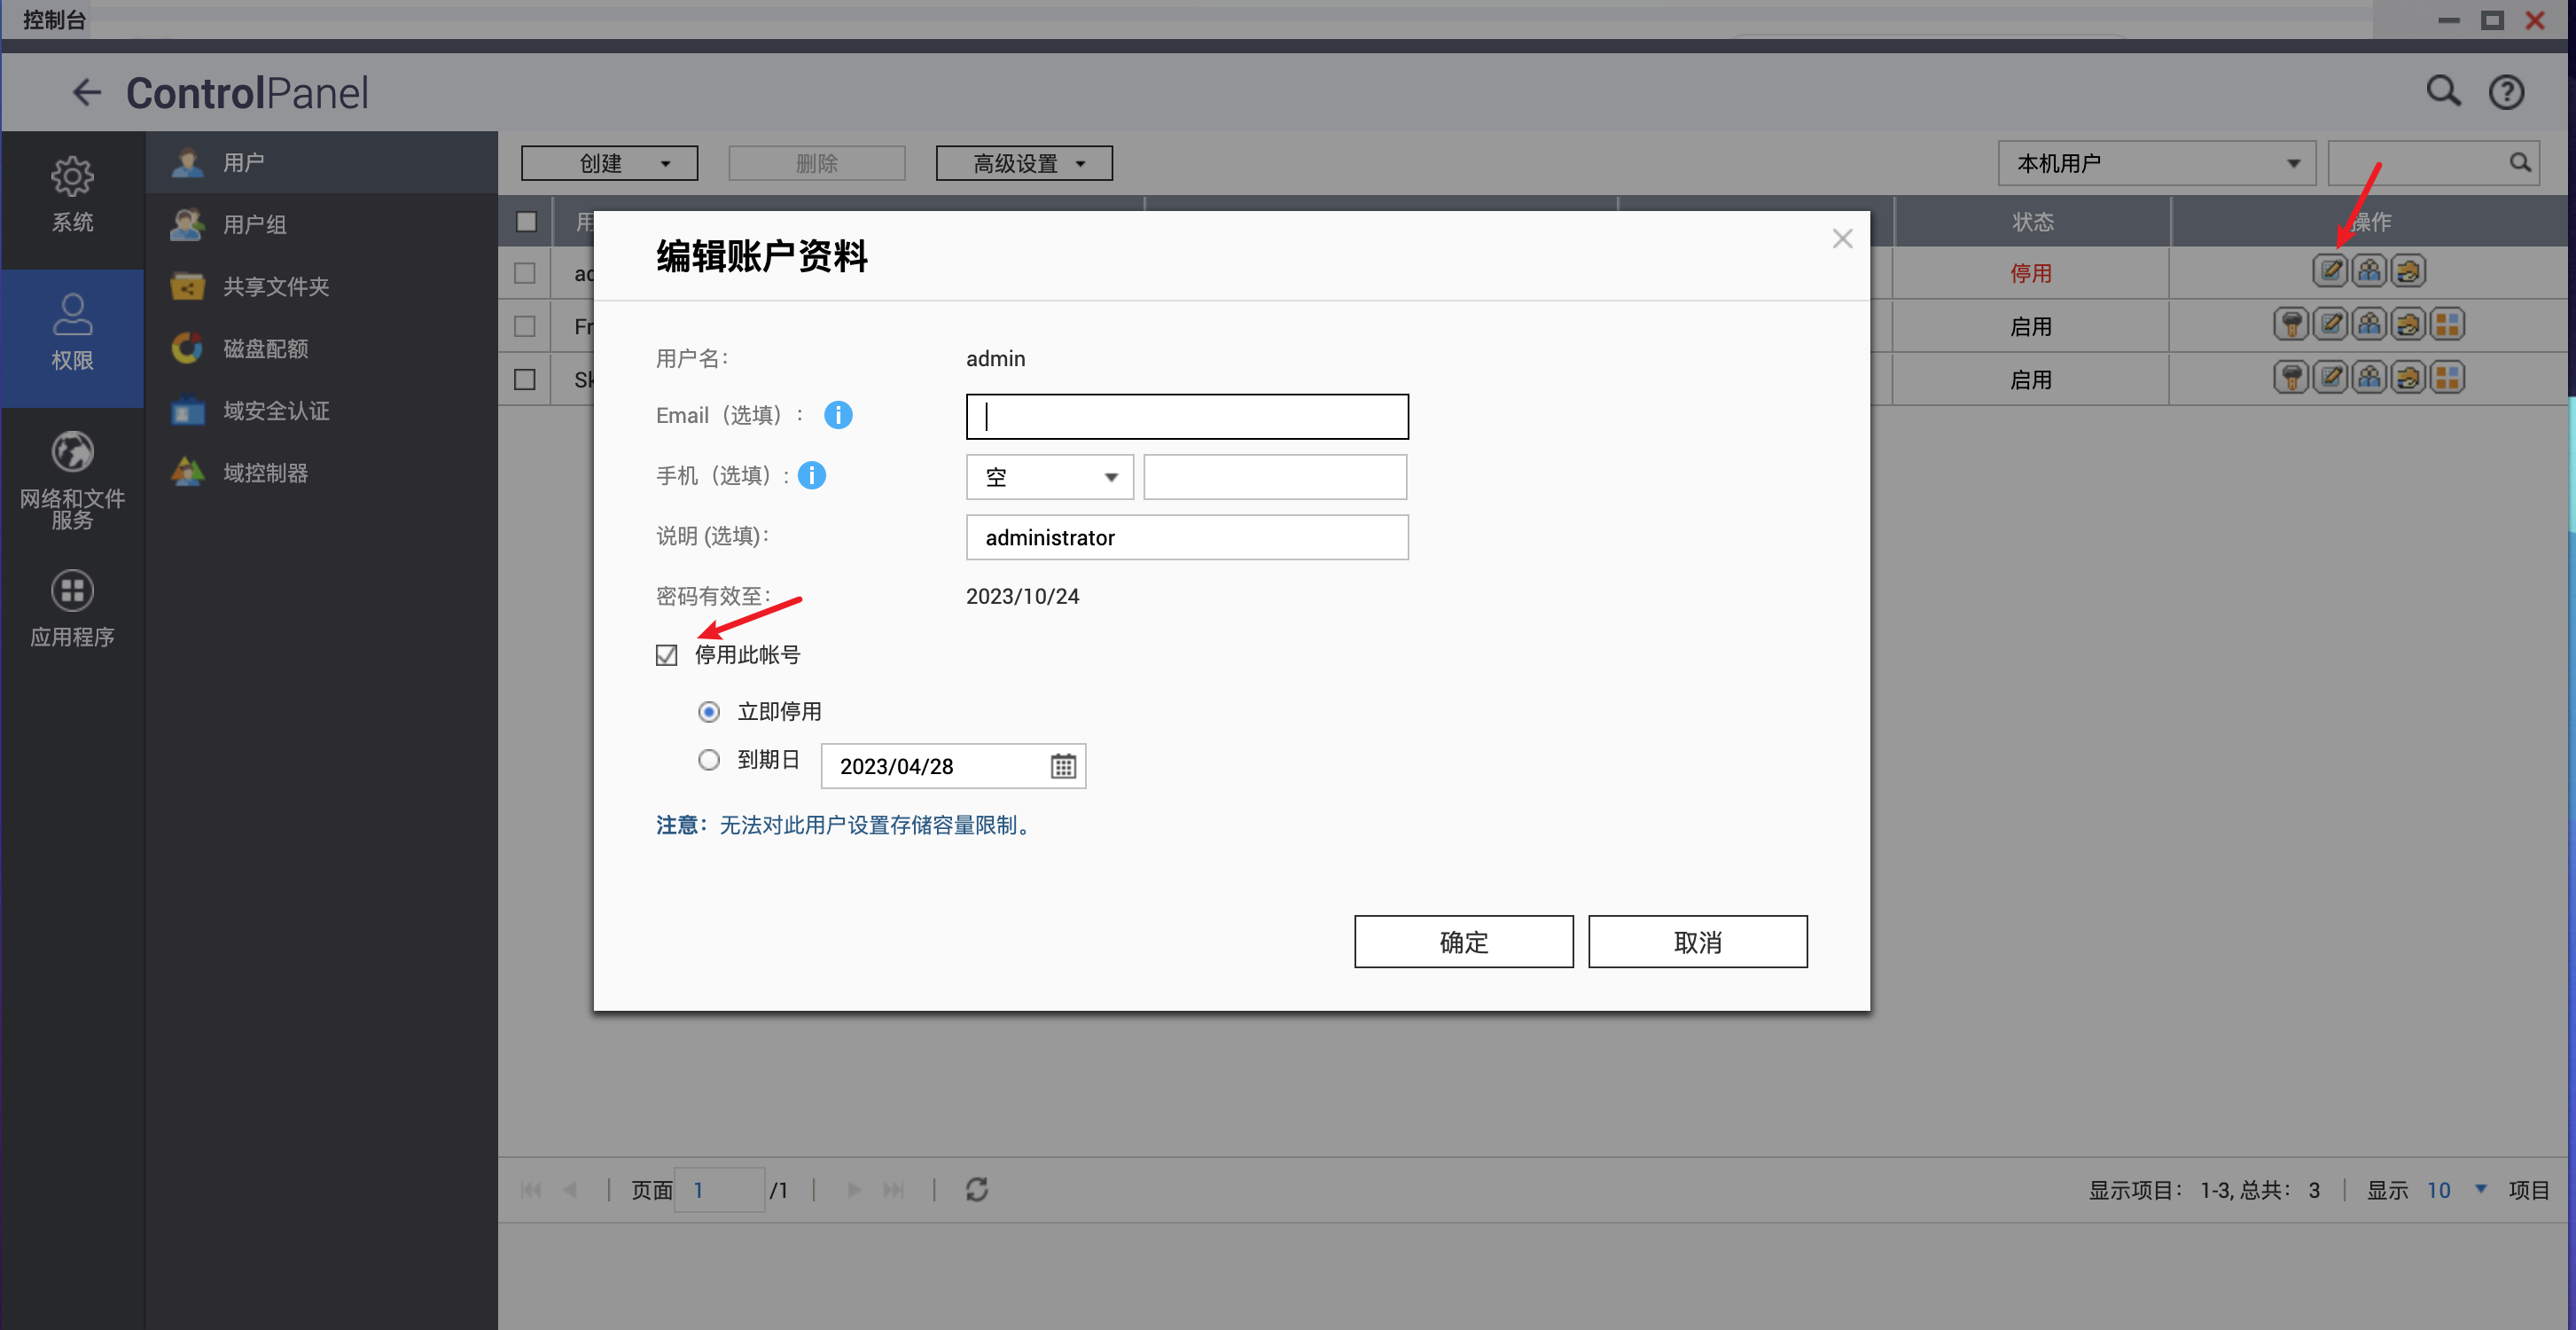 控制台
ControlPanel
系统
权限
网络和文件
服务
应用程序
用户
用户组
共享文件夹
磁盘配额
域安全认证
域控制器
创建
删除
高级设置
本机用户
用
状态
操作
ad
停用
Fr
启用
Sk
启用
编辑账户资料
用户名：
admin
Email（选填）：
手机（选填）：
空
说明 (选填)：
administrator
密码有效至：
2023/10/24
停用此帐号
立即停用
到期日
2023/04/28
注意：无法对此用户设置存储容量限制。
确定
取消
页面 1 /1
显示项目： 1-3, 总共： 3
显示 10 项目